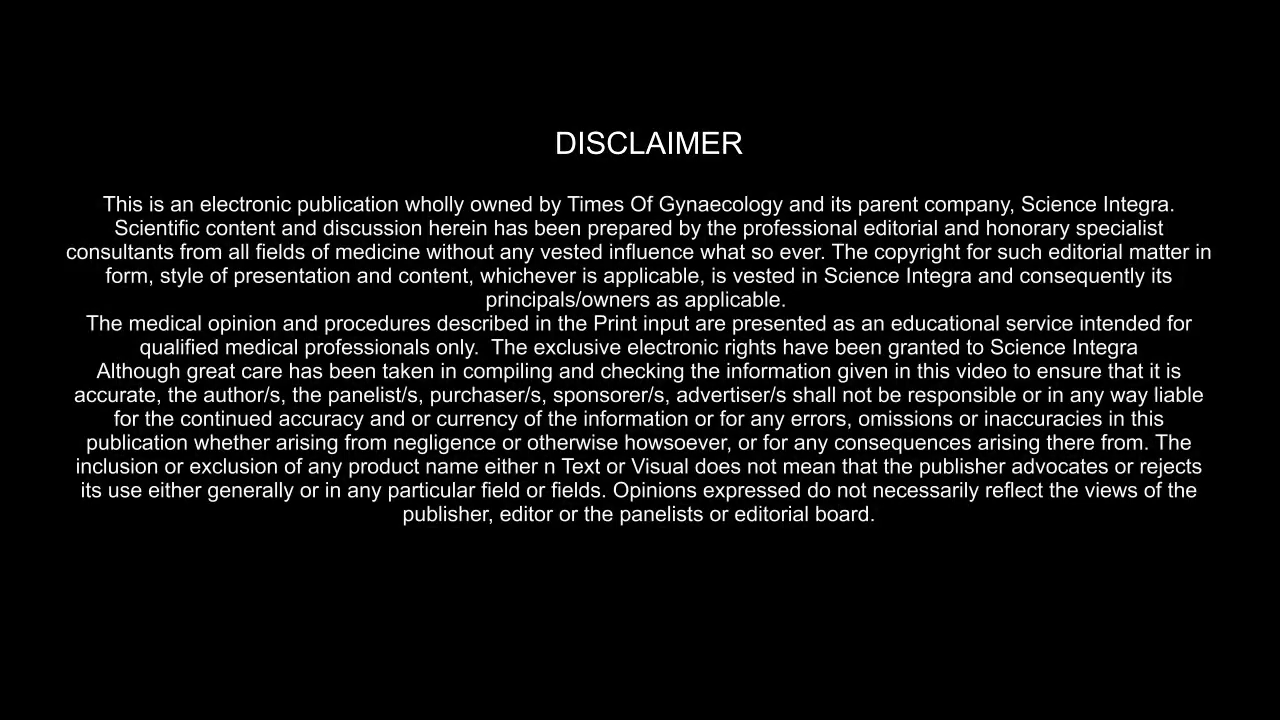 DISCLAIMER
This is an electronic publication wholly owned by Times Of Gynaecology and its parent company, Science Integra.
Scientific content and discussion herein has been prepared by the professional editorial and honorary specialist
consultants from all fields of medicine without any vested influence what so ever. The copyright for such editorial matter in
form, style of presentation and content, whichever is applicable, is vested in Science Integra and consequently its
principals/owners as applicable.
The medical opinion and procedures described in the Print input are presented as an educational service intended for
qualified medical professionals only.  The exclusive electronic rights have been granted to Science Integra
Although great care has been taken in compiling and checking the information given in this video to ensure that it is
accurate, the author/s, the panelist/s, purchaser/s, sponsorer/s, advertiser/s shall not be responsible or in any way liable
for the continued accuracy and or currency of the information or for any errors, omissions or inaccuracies in this
publication whether arising from negligence or otherwise howsoever, or for any consequences arising there from. The
inclusion or exclusion of any product name either n Text or Visual does not mean that the publisher advocates or rejects
its use either generally or in any particular field or fields. Opinions expressed do not necessarily reflect the views of the
publisher, editor or the panelists or editorial board.